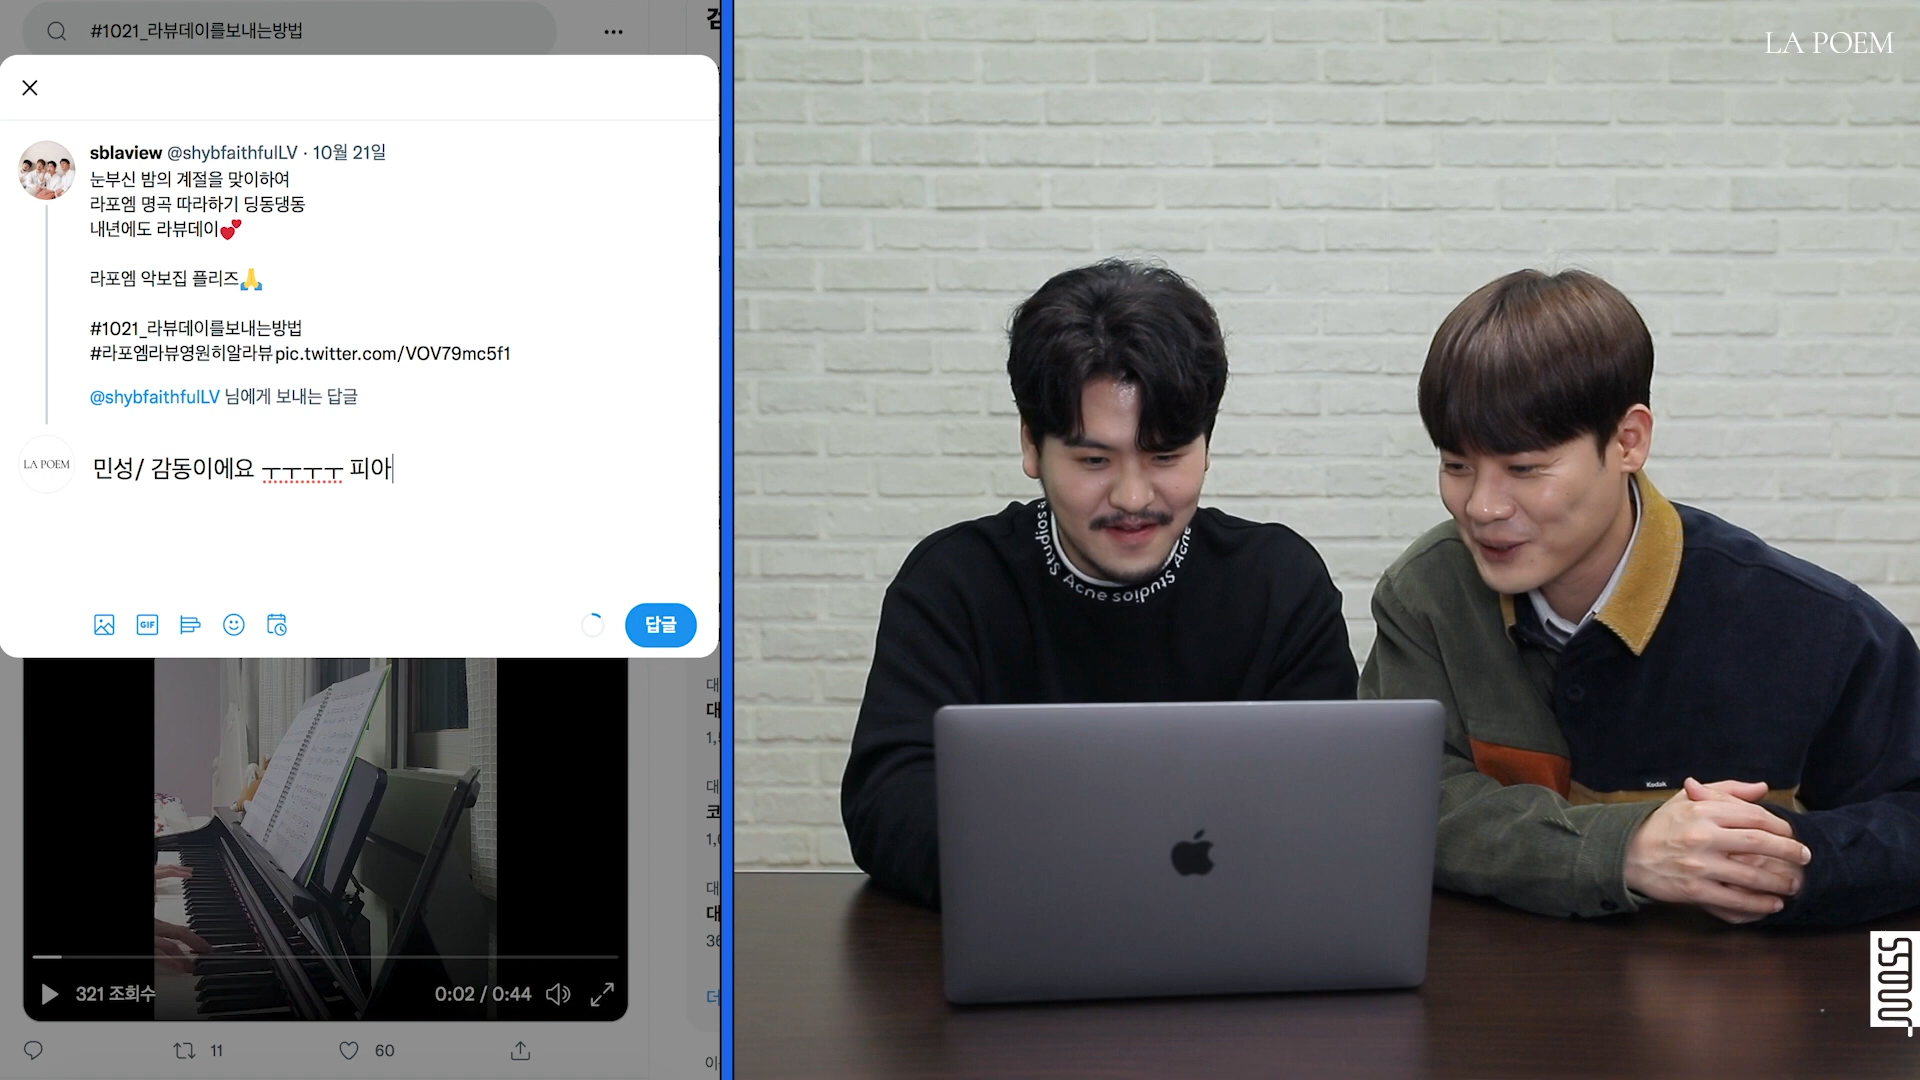 #1021_라뷰데이를보내는방법
sblaview @shybfaithfulLV · 10월 21일
눈부신 밤의 계절을 맞이하여
라포엠 명곡 따라하기 딩동댕동
내년에도 라뷰데이💕
라포엠 악보집 플리즈🙏
#1021_라뷰데이를보내는방법
#라포엠라뷰영원히알라뷰 pic.twitter.com/VOV79mc5f1
@shybfaithfulLV 님에게 보내는 답글
LA POEM
민성/ 감동이에요 ㅜㅜㅜㅜ 피아
GIF
답글
321 조회수
0:02 / 0:44
11
60
LA POEM
Acne Studios Acne
Kodak